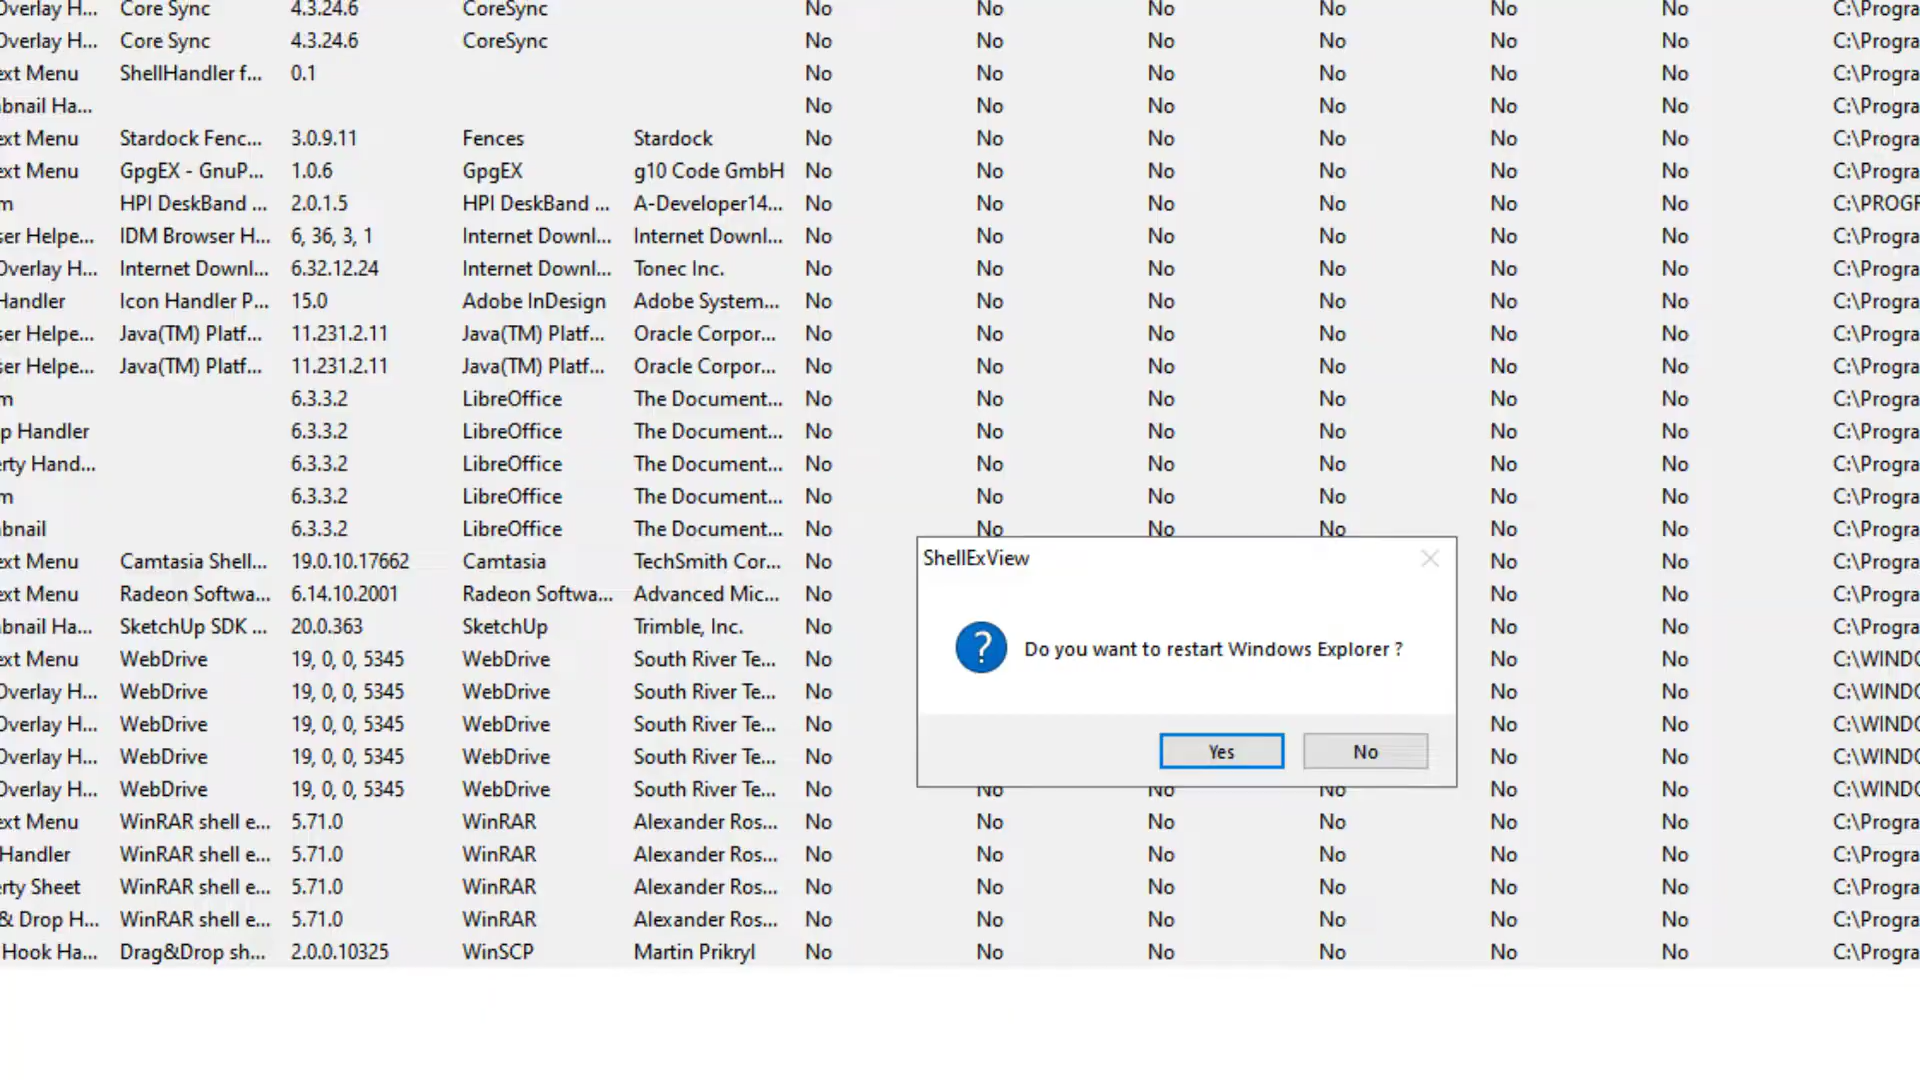 Overlay H... Core Sync 4.3.24.6 CoreSync No No No No No No C:\Progra
Overlay H... Core Sync 4.3.24.6 CoreSync No No No No No No C:\Progra
ext Menu ShellHandler f... 0.1 No No No No No No C:\Progra
bnail Ha... No No No No No No C:\Progra
ext Menu Stardock Fenc... 3.0.9.11 Fences Stardock No No No No No No C:\Progra
ext Menu GpgEX - GnuP... 1.0.6 GpgEX g10 Code GmbH No No No No No No C:\Progra
m HPI DeskBand ... 2.0.1.5 HPI DeskBand ... A-Developer14... No No No No No No C:\PROGR
ser Helpe... IDM Browser H... 6, 36, 3, 1 Internet Downl... Internet Downl... No No No No No No C:\Progra
Overlay H... Internet Downl... 6.32.12.24 Internet Downl... Tonec Inc. No No No No No No C:\Progra
Handler Icon Handler P... 15.0 Adobe InDesign Adobe System... No No No No No No C:\Progra
ser Helpe... Java(TM) Platf... 11.231.2.11 Java(TM) Platf... Oracle Corpor... No No No No No No C:\Progra
ser Helpe... Java(TM) Platf... 11.231.2.11 Java(TM) Platf... Oracle Corpor... No No No No No No C:\Progra
m 6.3.3.2 LibreOffice The Document... No No No No No No C:\Progra
p Handler 6.3.3.2 LibreOffice The Document... No No No No No No C:\Progra
erty Hand... 6.3.3.2 LibreOffice The Document... No No No No No No C:\Progra
m 6.3.3.2 LibreOffice The Document... No No No No No No C:\Progra
bnail 6.3.3.2 LibreOffice The Document... No No No No No No C:\Progra
ext Menu Camtasia Shell... 19.0.10.17662 Camtasia TechSmith Cor... No No No C:\Progra
ext Menu Radeon Softwa... 6.14.10.2001 Radeon Softwa... Advanced Mic... No No No C:\Progra
bnail Ha... SketchUp SDK ... 20.0.363 SketchUp Trimble, Inc. No No No C:\Progra
ext Menu WebDrive 19, 0, 0, 5345 WebDrive South River Te... No No No C:\WINDO
Overlay H... WebDrive 19, 0, 0, 5345 WebDrive South River Te... No No No C:\WINDO
Overlay H... WebDrive 19, 0, 0, 5345 WebDrive South River Te... No No No C:\WINDO
Overlay H... WebDrive 19, 0, 0, 5345 WebDrive South River Te... No No No C:\WINDO
Overlay H... WebDrive 19, 0, 0, 5345 WebDrive South River Te... No No No No No No C:\WINDO
ext Menu WinRAR shell e... 5.71.0 WinRAR Alexander Ros... No No No No No No C:\Progra
Handler WinRAR shell e... 5.71.0 WinRAR Alexander Ros... No No No No No No C:\Progra
erty Sheet WinRAR shell e... 5.71.0 WinRAR Alexander Ros... No No No No No No C:\Progra
& Drop H... WinRAR shell e... 5.71.0 WinRAR Alexander Ros... No No No No No No C:\Progra
Hook Ha... Drag&Drop sh... 2.0.0.10325 WinSCP Martin Prikryl No No No No No No C:\Progra
ShellExView
Do you want to restart Windows Explorer ?
Yes No